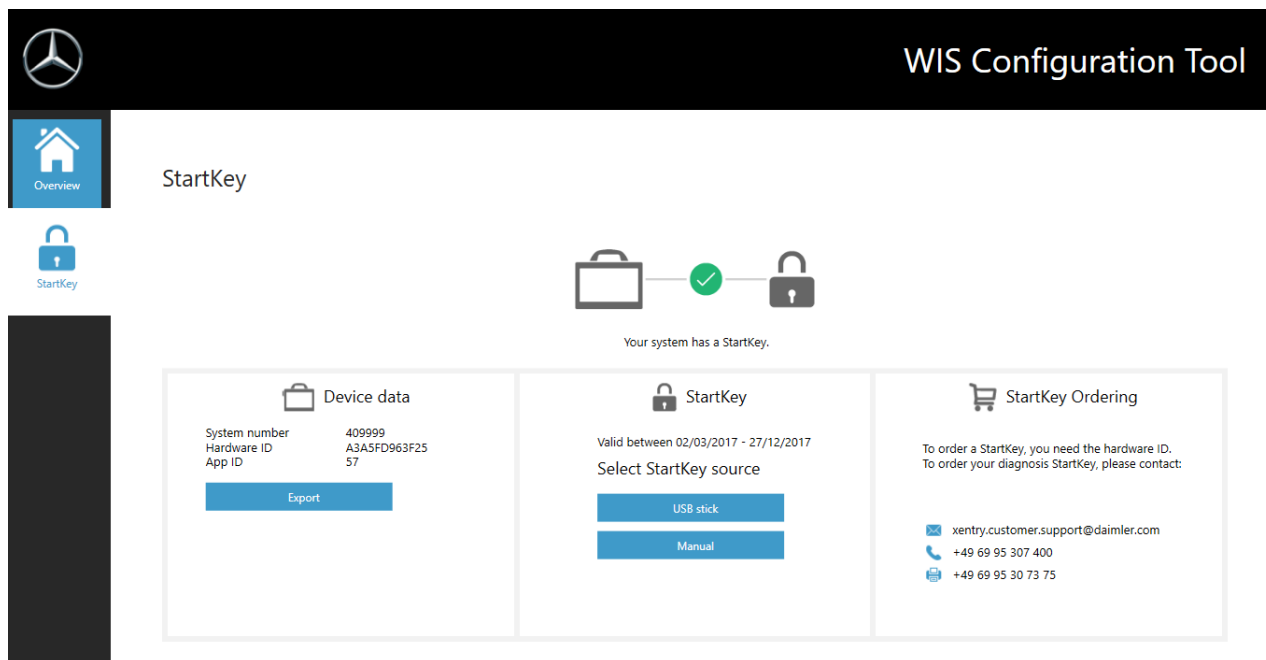 WIS Configuration Tool
Overview
StartKey
StartKey
Your system has a StartKey.
Device data
System number 409999
Hardware ID A3A5FD963F25
App ID 57
Export
StartKey
Valid between 02/03/2017 - 27/12/2017
Select StartKey source
USB stick
Manual
StartKey Ordering
To order a StartKey, you need the hardware ID.
To order your diagnosis StartKey, please contact:
xentry.customer.support@daimler.com
+49 69 95 307 400
+49 69 95 30 73 75